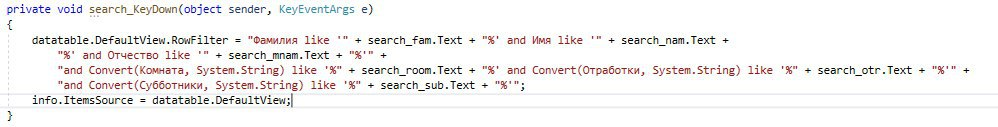 private void search_KeyDown(object sender, KeyEventArgs e)
{
datatable.DefaultView.RowFilter = "Фамилия like '" + search_fam.Text + "%' and Имя like '" + search_nam.Text +
"%' and Отчество like '" + search_mnam.Text + "%'" +
"and Convert(Комната, System.String) like '%" + search_room.Text + "%' and Convert(Отработки, System.String) like '%" + search_otr.Text + "%'" +
"and Convert(Субботники, System.String) like '%" + search_sub.Text + "%'";
info.ItemsSource = datatable.DefaultView;
}